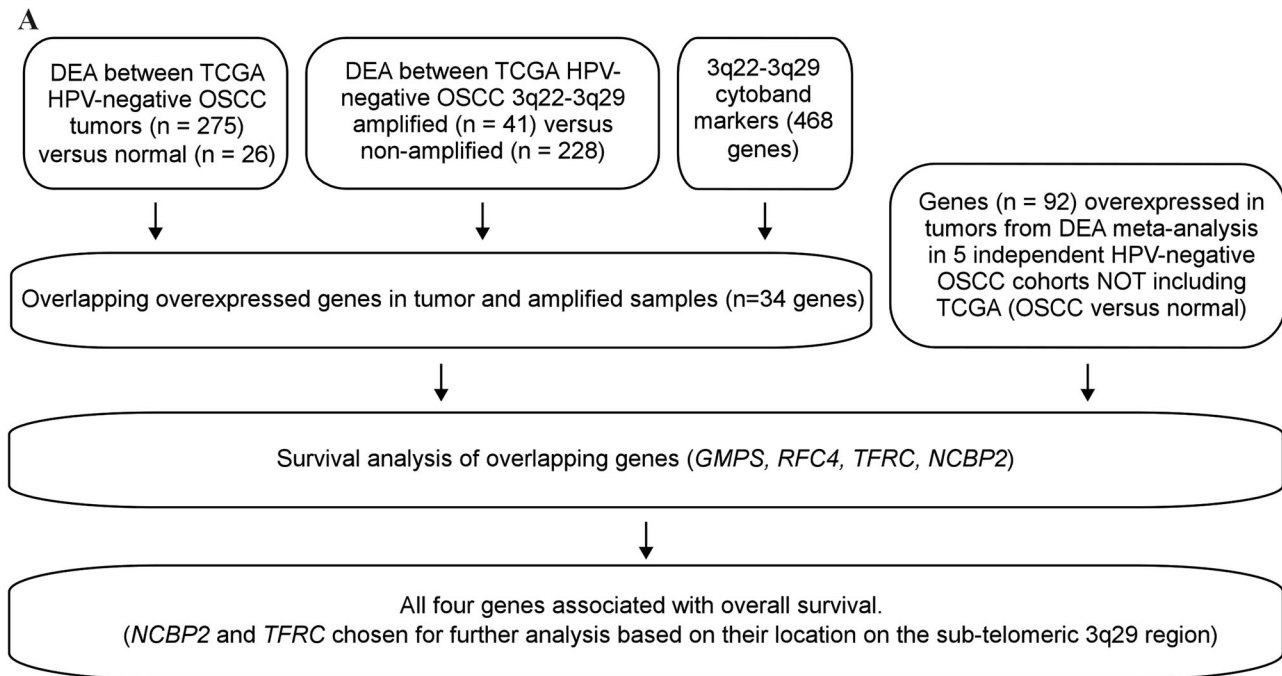 A
DEA between TCGA
HPV-negative OSCC
tumors (n = 275)
versus normal (n = 26)
DEA between TCGA HPV-
negative OSCC 3q22-3q29
amplified (n = 41) versus
non-amplified (n = 228)
3q22-3q29
cytoband
markers (468
genes)
Genes (n = 92) overexpressed in
tumors from DEA meta-analysis
in 5 independent HPV-negative
OSCC cohorts NOT including
TCGA (OSCC versus normal)
Overlapping overexpressed genes in tumor and amplified samples (n=34 genes)
Survival analysis of overlapping genes (GMPS, RFC4, TFRC, NCBP2)
All four genes associated with overall survival.
(NCBP2 and TFRC chosen for further analysis based on their location on the sub-telomeric 3q29 region)